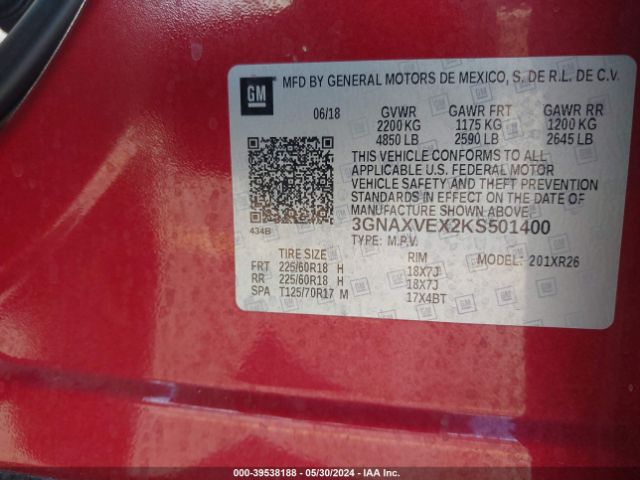 GM
MFD BY GENERAL MOTORS DE MEXICO, S. DE R.L. DE C.V.
06/18 GVWR GAWR FRT GAWR RR
2200 KG 1175 KG 1200 KG
4850 LB 2590 LB 2645 LB
THIS VEHICLE CONFORMS TO ALL
APPLICABLE U.S. FEDERAL MOTOR
VEHICLE SAFETY AND THEFT PREVENTION
STANDARDS IN EFFECT ON THE DATE OF
MANUFACTURE SHOWN ABOVE.
434B
3GNAXVEX2KS501400
TYPE: M.P.V.
TIRE SIZE RIM MODEL: 201XR26
FRT 225/60R18 H 18X7J
RR 225/60R18 H 18X7J
SPA T125/70R17 M 17X4BT
000-39538188 - 05/30/2024 - IAA Inc.